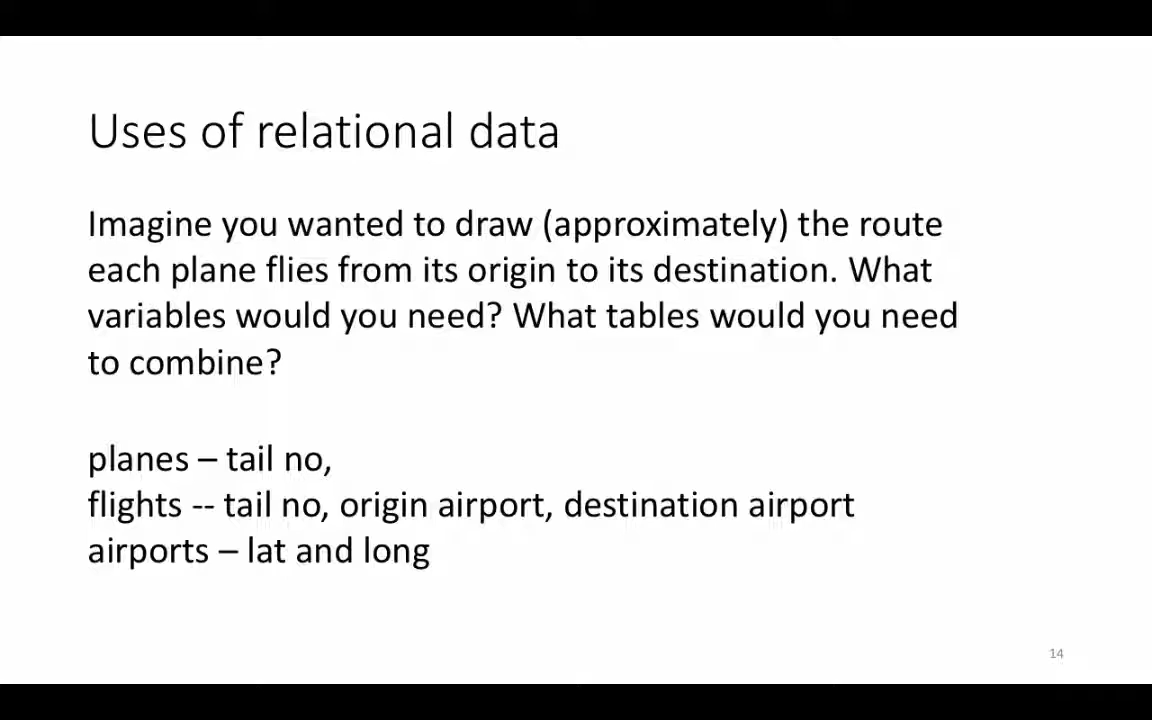 Uses of relational data
Imagine you wanted to draw (approximately) the route
each plane flies from its origin to its destination. What
variables would you need? What tables would you need
to combine?
planes – tail no,
flights -- tail no, origin airport, destination airport
airports – lat and long
14